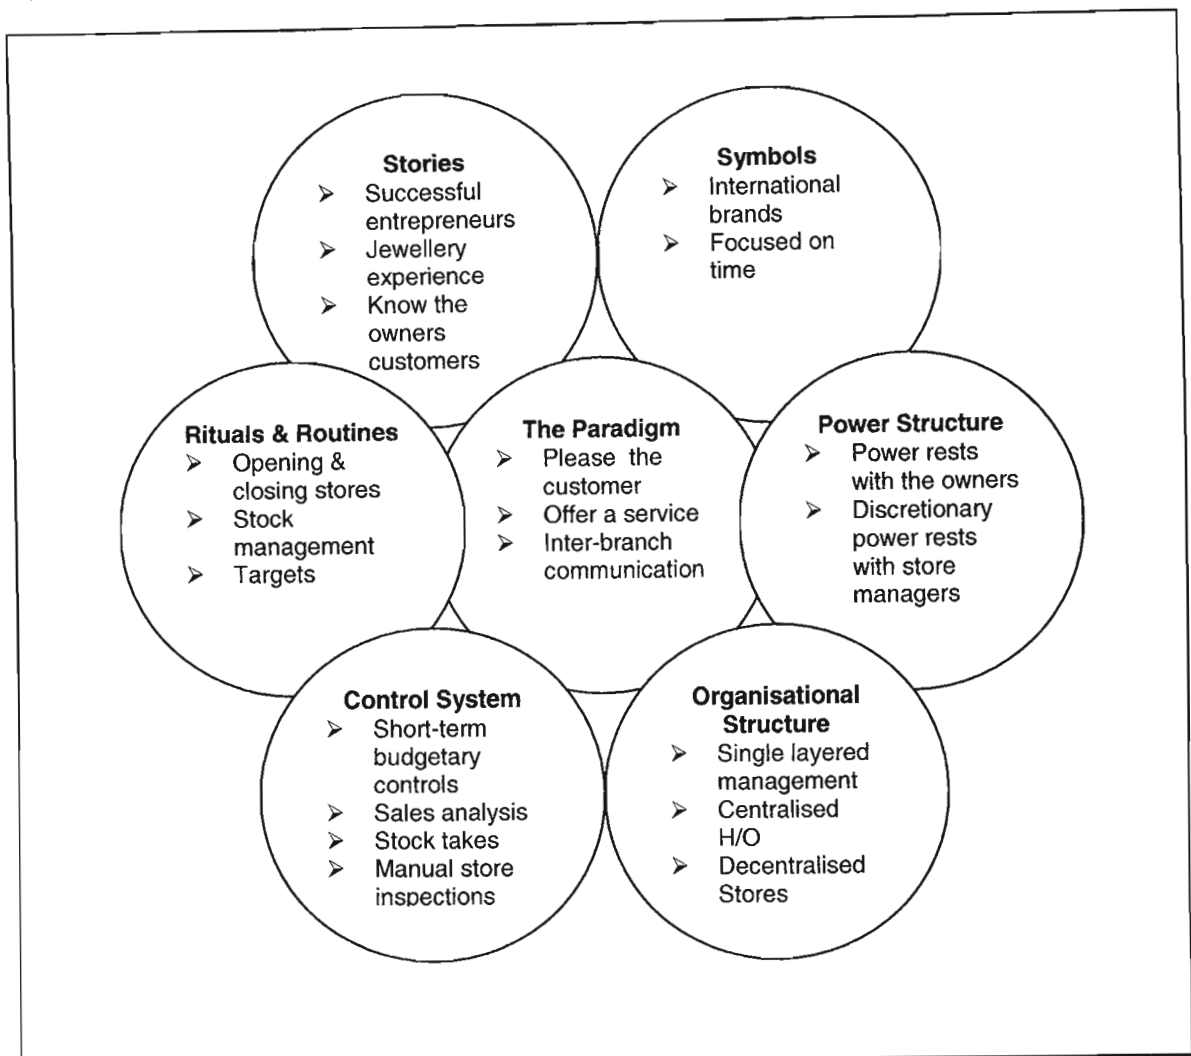 Stories
➢ Successful
entrepreneurs
➢ Jewellery
experience
➢ Know the
owners
customers
Symbols
➢ International
brands
➢ Focused on
time
Rituals & Routines
➢ Opening &
closing stores
➢ Stock
management
➢ Targets
The Paradigm
➢ Please the
customer
➢ Offer a service
➢ Inter-branch
communication
Power Structure
➢ Power rests
with the owners
➢ Discretionary
power rests
with store
managers
Control System
➢ Short-term
budgetary
controls
➢ Sales analysis
➢ Stock takes
➢ Manual store
inspections
Organisational
Structure
➢ Single layered
management
➢ Centralised
H/O
➢ Decentralised
Stores